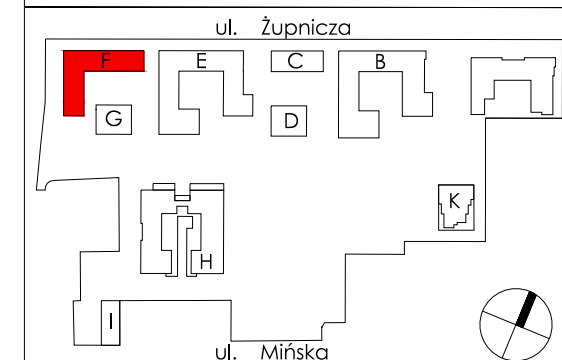 ul. Żupnicza
F E C B
G D
K
H
I
ul. Mińska